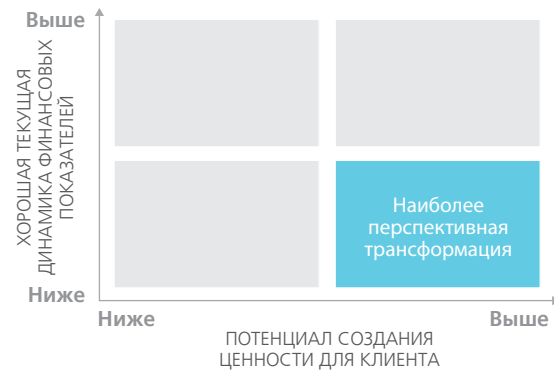 Выше
ХОРОШАЯ ТЕКУЩАЯ
ДИНАМИКА ФИНАНСОВЫХ
ПОКАЗАТЕЛЕЙ
Наиболее
перспективная
трансформация
Ниже
Ниже
Выше
ПОТЕНЦИАЛ СОЗДАНИЯ
ЦЕННОСТИ ДЛЯ КЛИЕНТА